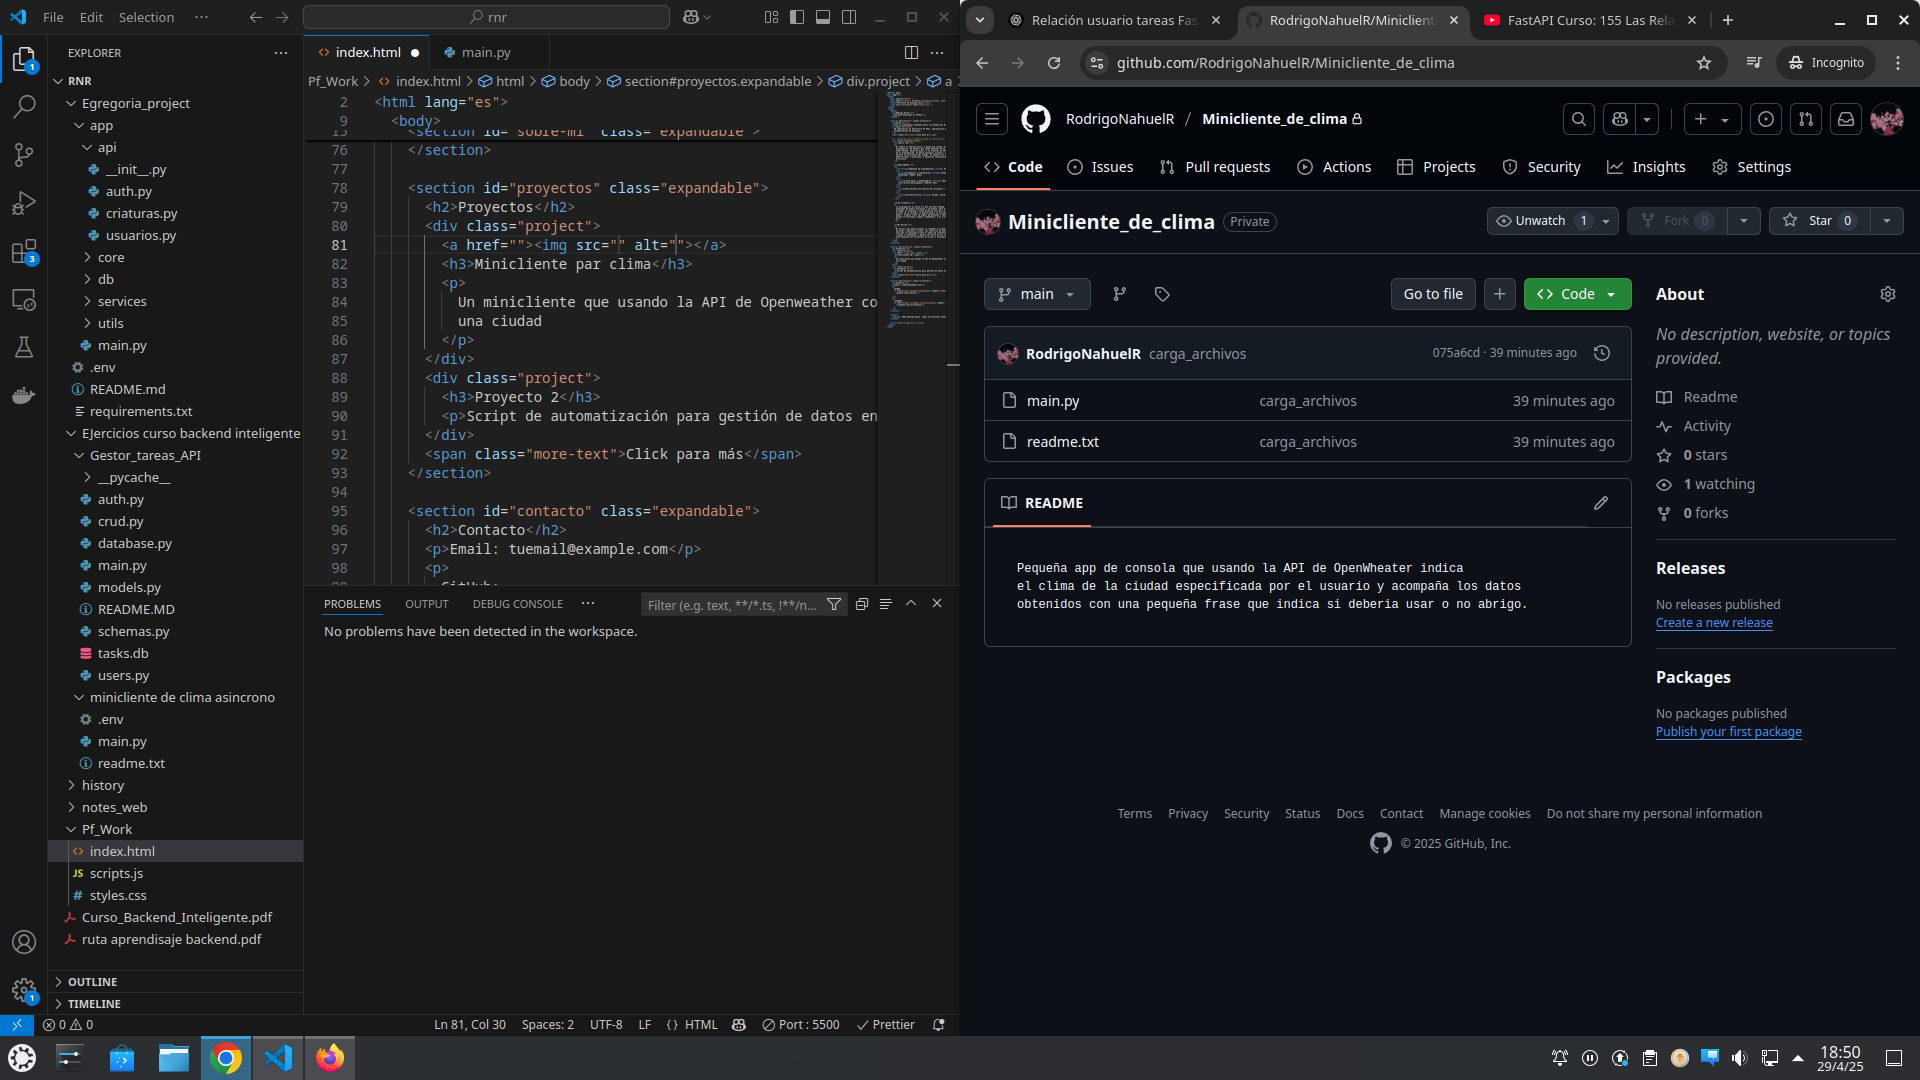 File Edit Selection ···
rnr
EXPLORER
RNR
Egregoria_project
app
api
__init__.py
auth.py
criaturas.py
usuarios.py
core
db
services
utils
main.py
.env
README.md
requirements.txt
EJercicios curso backend inteligente
Gestor_tareas_API
__pycache__
auth.py
crud.py
database.py
main.py
models.py
README.MD
schemas.py
tasks.db
users.py
minicliente de clima asincrono
.env
main.py
readme.txt
history
notes_web
Pf_Work
index.html
scripts.js
styles.css
Curso_Backend_Inteligente.pdf
ruta aprendisaje backend.pdf
OUTLINE
TIMELINE
index.html
main.py
Pf_Work > index.html > html > body > section#proyectos.expandable > div.project > a
2 <html lang="es">
9 <body>
15 <section id="sobre-mi" class="expandable">
76 </section>
77
78 <section id="proyectos" class="expandable">
79 <h2>Proyectos</h2>
80 <div class="project">
81 <a href=""><img src="" alt=""></a>
82 <h3>Minicliente par clima</h3>
83 <p>
84 Un minicliente que usando la API de Openweather co
85 una ciudad
86 </p>
87 </div>
88 <div class="project">
89 <h3>Proyecto 2</h3>
90 <p>Script de automatización para gestión de datos en
91 </div>
92 <span class="more-text">Click para más</span>
93 </section>
94
95 <section id="contacto" class="expandable">
96 <h2>Contacto</h2>
97 <p>Email: tuemail@example.com</p>
98 <p>
99 GitHub:
PROBLEMS OUTPUT DEBUG CONSOLE ···
Filter (e.g. text, **/*.ts, !**/n...
No problems have been detected in the workspace.
0 0
Ln 81, Col 30 Spaces: 2 UTF-8 LF { } HTML Port : 5500 Prettier
Relación usuario tareas Fas
RodrigoNahuelR/Minicliente
FastAPI Curso: 155 Las Rela
github.com/RodrigoNahuelR/Minicliente_de_clima
Incognito
RodrigoNahuelR / Minicliente_de_clima
Code Issues Pull requests Actions Projects Security Insights Settings
Minicliente_de_clima Private
Unwatch 1 Fork 0 Star 0
main
Go to file
Code
RodrigoNahuelR carga_archivos 075a6cd · 39 minutes ago
main.py carga_archivos 39 minutes ago
readme.txt carga_archivos 39 minutes ago
README
Pequeña app de consola que usando la API de OpenWheater indica
el clima de la ciudad especificada por el usuario y acompaña los datos
obtenidos con una pequeña frase que indica si deberia usar o no abrigo.
About
No description, website, or topics
provided.
Readme
Activity
0 stars
1 watching
0 forks
Releases
No releases published
Create a new release
Packages
No packages published
Publish your first package
Terms Privacy Security Status Docs Contact Manage cookies Do not share my personal information
© 2025 GitHub, Inc.
18:50
29/4/25